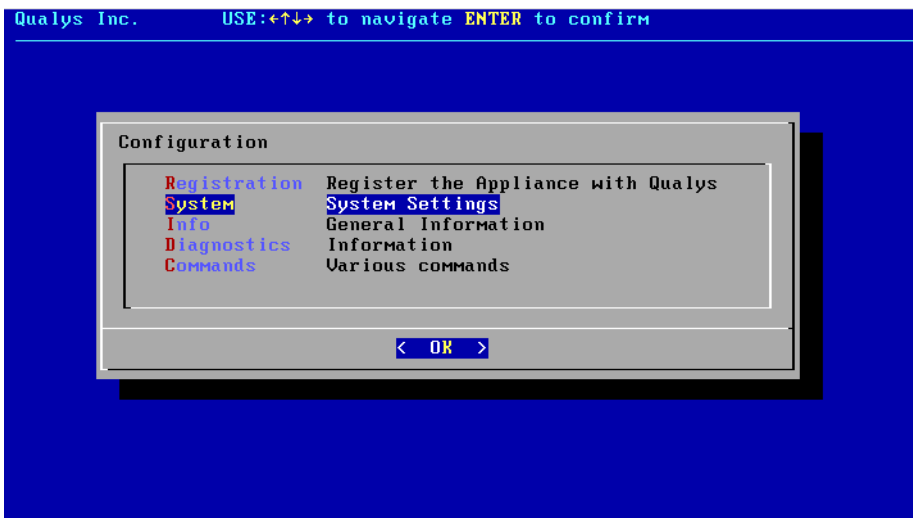 Qualys Inc. USE:←↑↓→ to navigate ENTER to confirm
Configuration
Registration Register the Appliance with Qualys
System System Settings
Info General Information
Diagnostics Information
Commands Various commands
< OK >